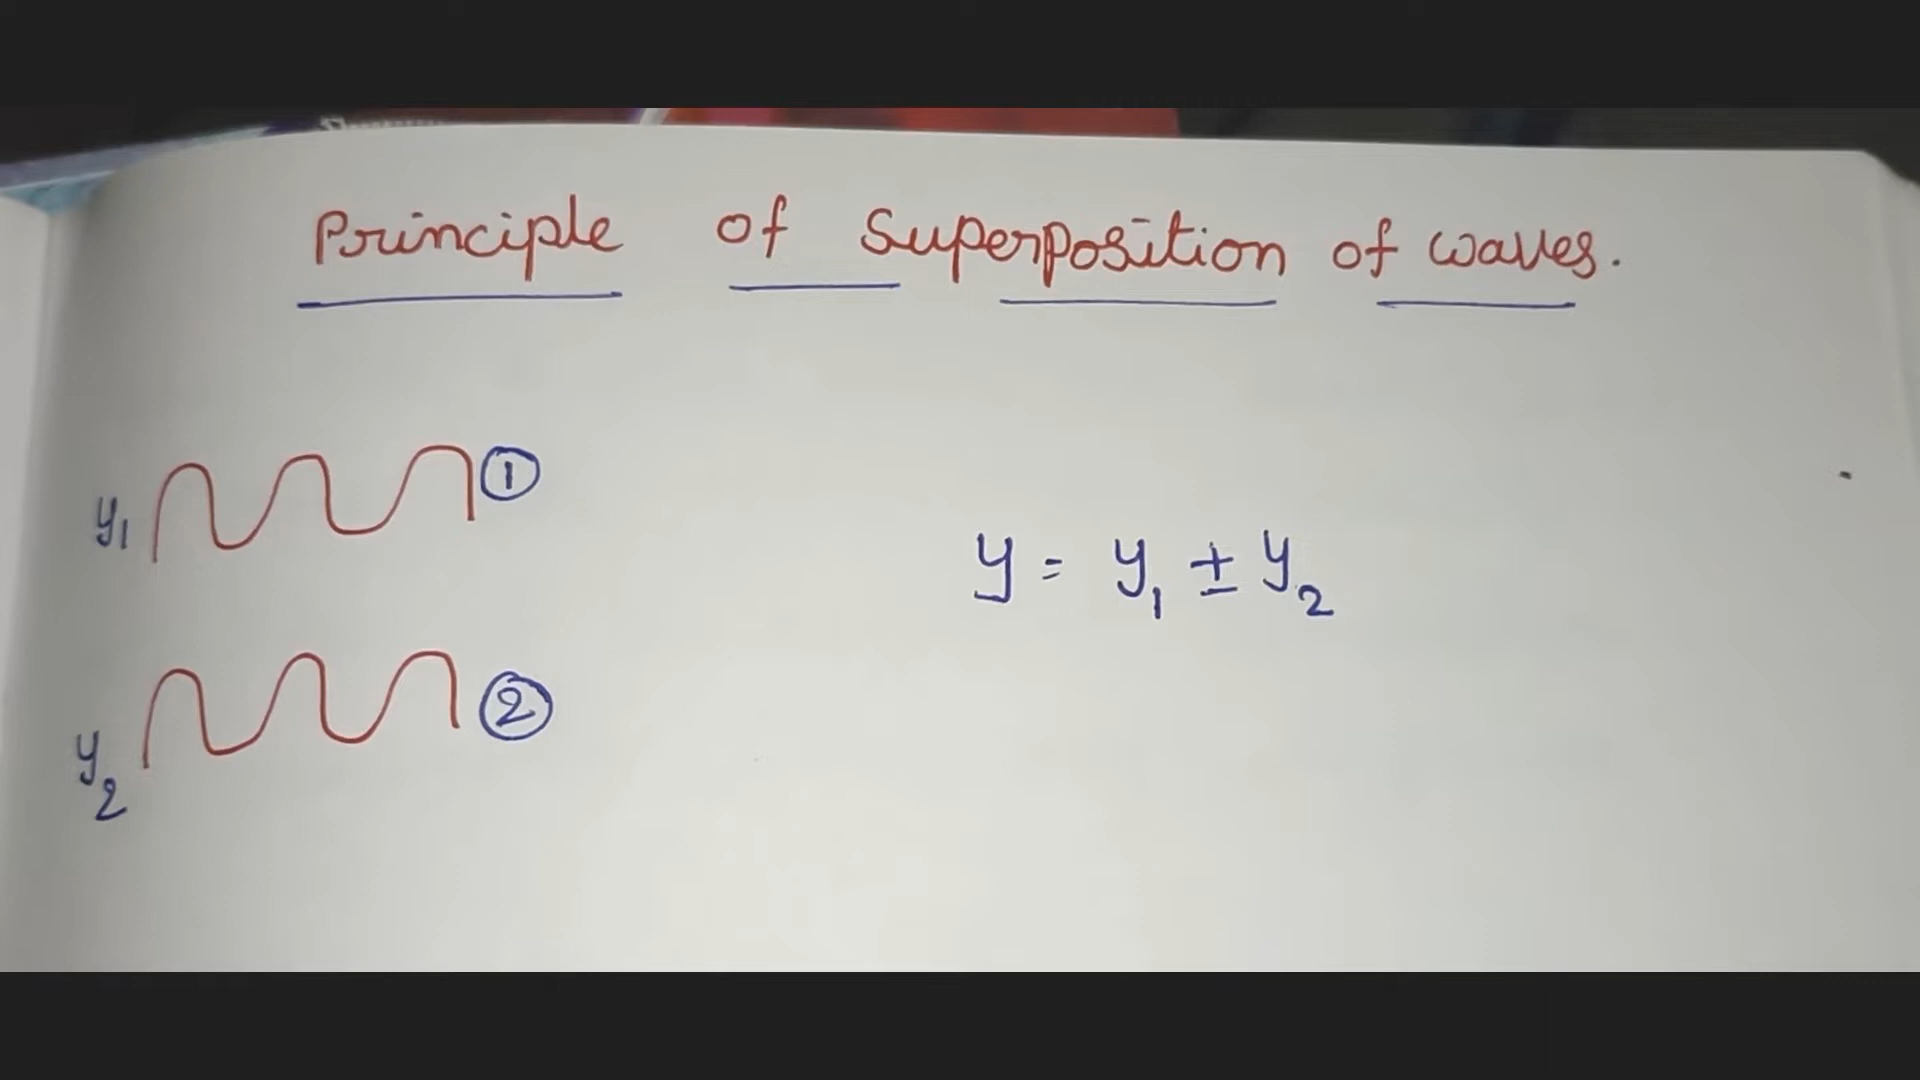 Principle of Superposition of waves.
y₁ ①
y = y₁ ± y₂
y₂ ②